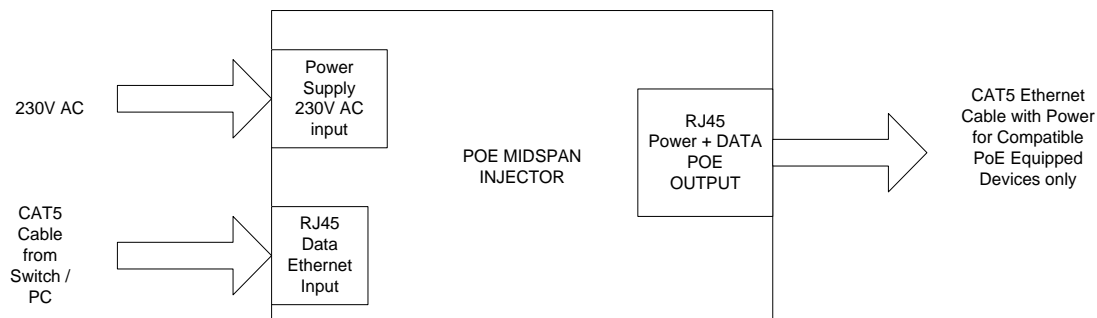 230V AC
Power
Supply
230V AC
input
CAT5
Cable
from
Switch /
PC
RJ45
Data
Ethernet
Input
POE MIDSPAN
INJECTOR
RJ45
Power + DATA
POE
OUTPUT
CAT5 Ethernet
Cable with Power
for Compatible
PoE Equipped
Devices only